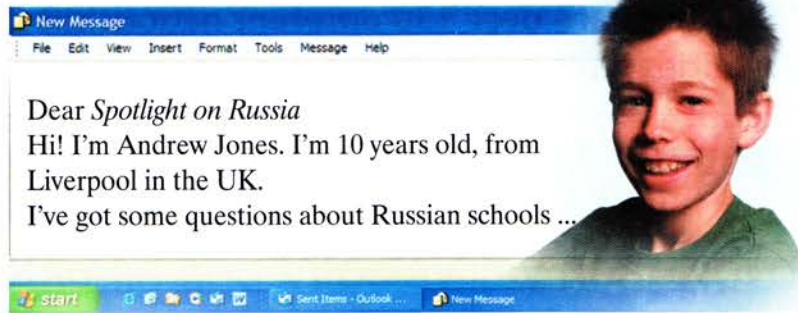 New Message
File Edit View Insert Format Tools Message Help
Dear Spotlight on Russia
Hi! I'm Andrew Jones. I'm 10 years old, from
Liverpool in the UK.
I've got some questions about Russian schools ...
start Sent Items - Outlook ... New Message